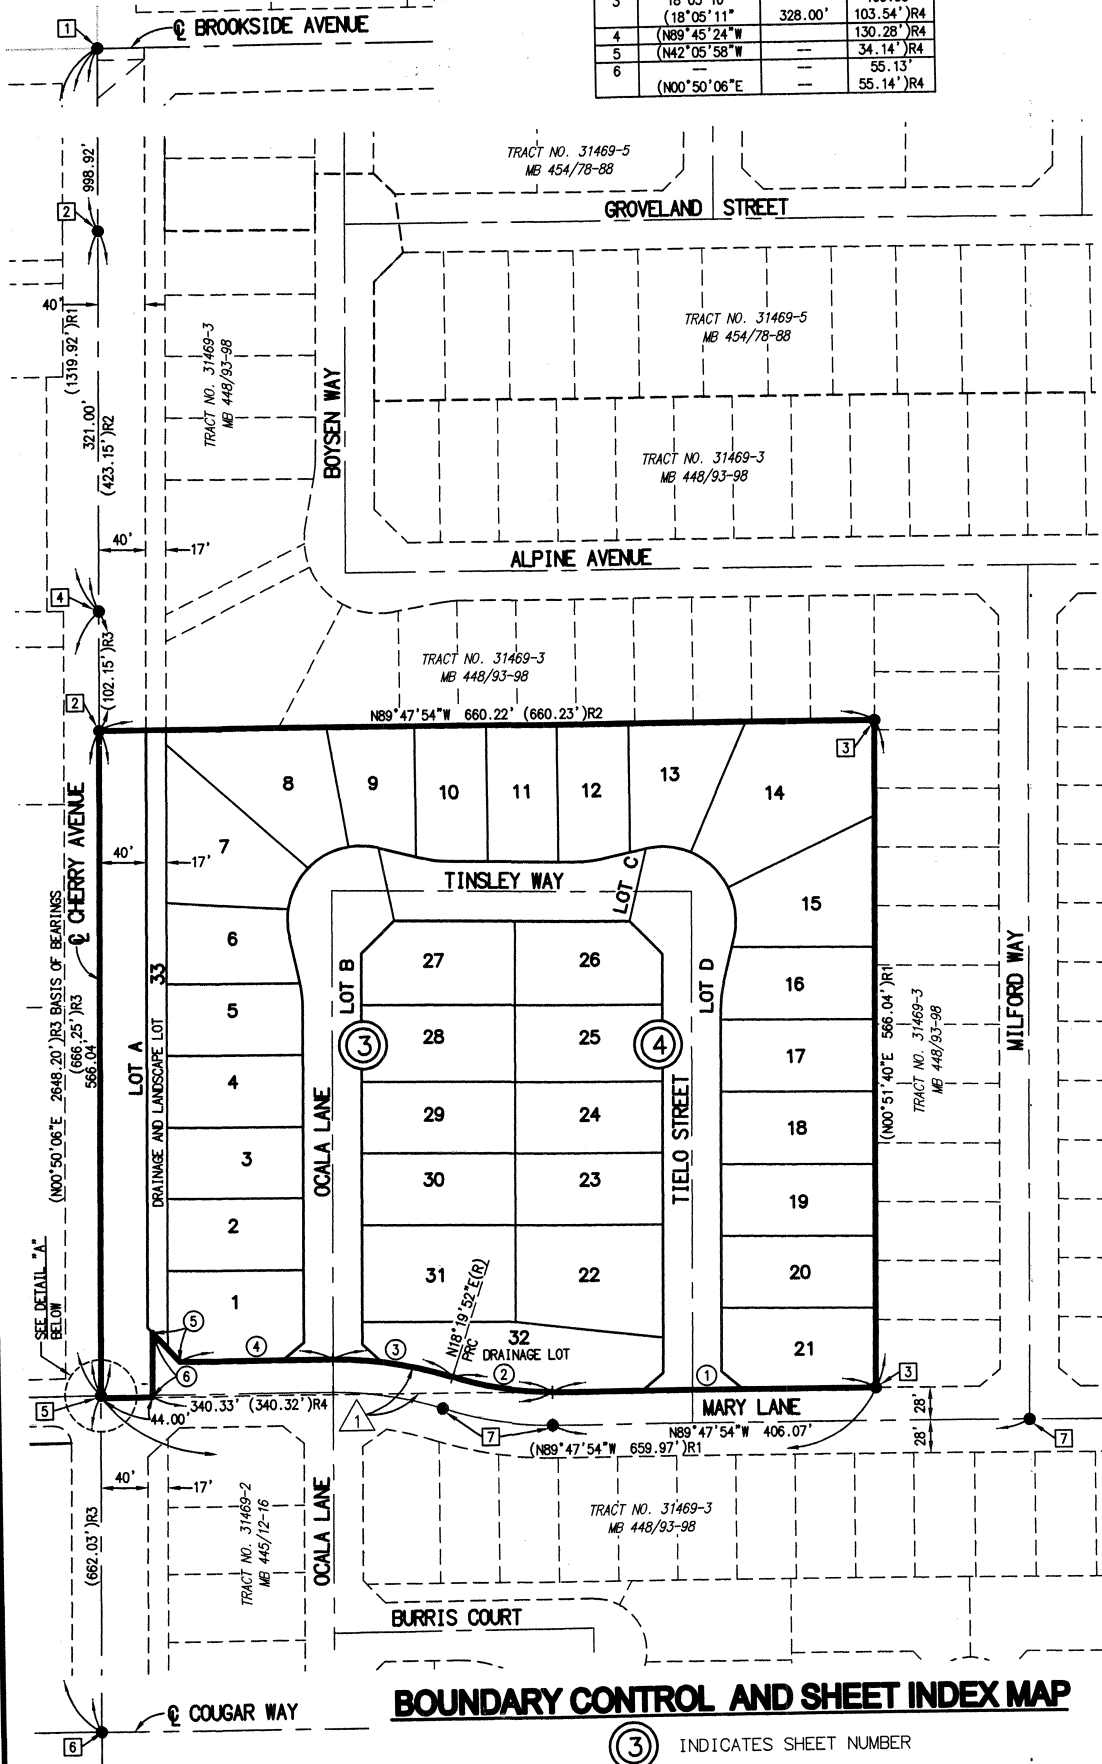 3 18°05'10"
(18°05'11" 328.00' 103.54')R4
4 (N89°45'24"W 130.28')R4
5 (N42°05'58"W -- 34.14')R4
6 -- -- 55.13'
(N00°50'06"E -- 55.14')R4
1
℄ BROOKSIDE AVENUE
998.92'
2
TRACT NO. 31469-5
MB 454/78-88
GROVELAND STREET
40'
(1319.92')R1
321.00'
(423.15')R2
TRACT NO. 31469-3
MB 448/93-98
BOYSEN WAY
TRACT NO. 31469-5
MB 454/78-88
TRACT NO. 31469-3
MB 448/93-98
40' 17'
ALPINE AVENUE
4
(102.15')R3
TRACT NO. 31469-3
MB 448/93-98
2
N89°47'54"W 660.22' (660.23')R2
3
8 9 10 11 12 13 14
7
℄ CHERRY AVENUE
40' 17'
TINSLEY WAY
LOT C
15
6
33
LOT B
27 26
LOT D
16
5
(N00°50'06"E 2648.20')R3 BASIS OF BEARINGS
(666.25')R3
566.04'
LOT A
DRAINAGE AND LANDSCAPE LOT
3
28 25
4
17
4
OCALA LANE
29 24
TIELO STREET
18
3
30 23
19
2
31 22
20
1
(N00°51'40"E 566.04')R1
TRACT NO. 31469-3
MB 448/93-98
MILFORD WAY
SEE DETAIL "A"
BELOW
N18°19'52"E(R)
PRC
32
DRAINAGE LOT
21
5
4
3
2
1
6
3
5
44.00'
340.33' (340.32')R4
1
7
MARY LANE
N89°47'54"W 406.07'
(N89°47'54"W 659.97')R1
28'
28'
7
40' 17'
(662.03')R3
TRACT NO. 31469-2
MB 445/12-16
OCALA LANE
TRACT NO. 31469-3
MB 448/93-98
BURRIS COURT
℄ COUGAR WAY
6
BOUNDARY CONTROL AND SHEET INDEX MAP
3 INDICATES SHEET NUMBER